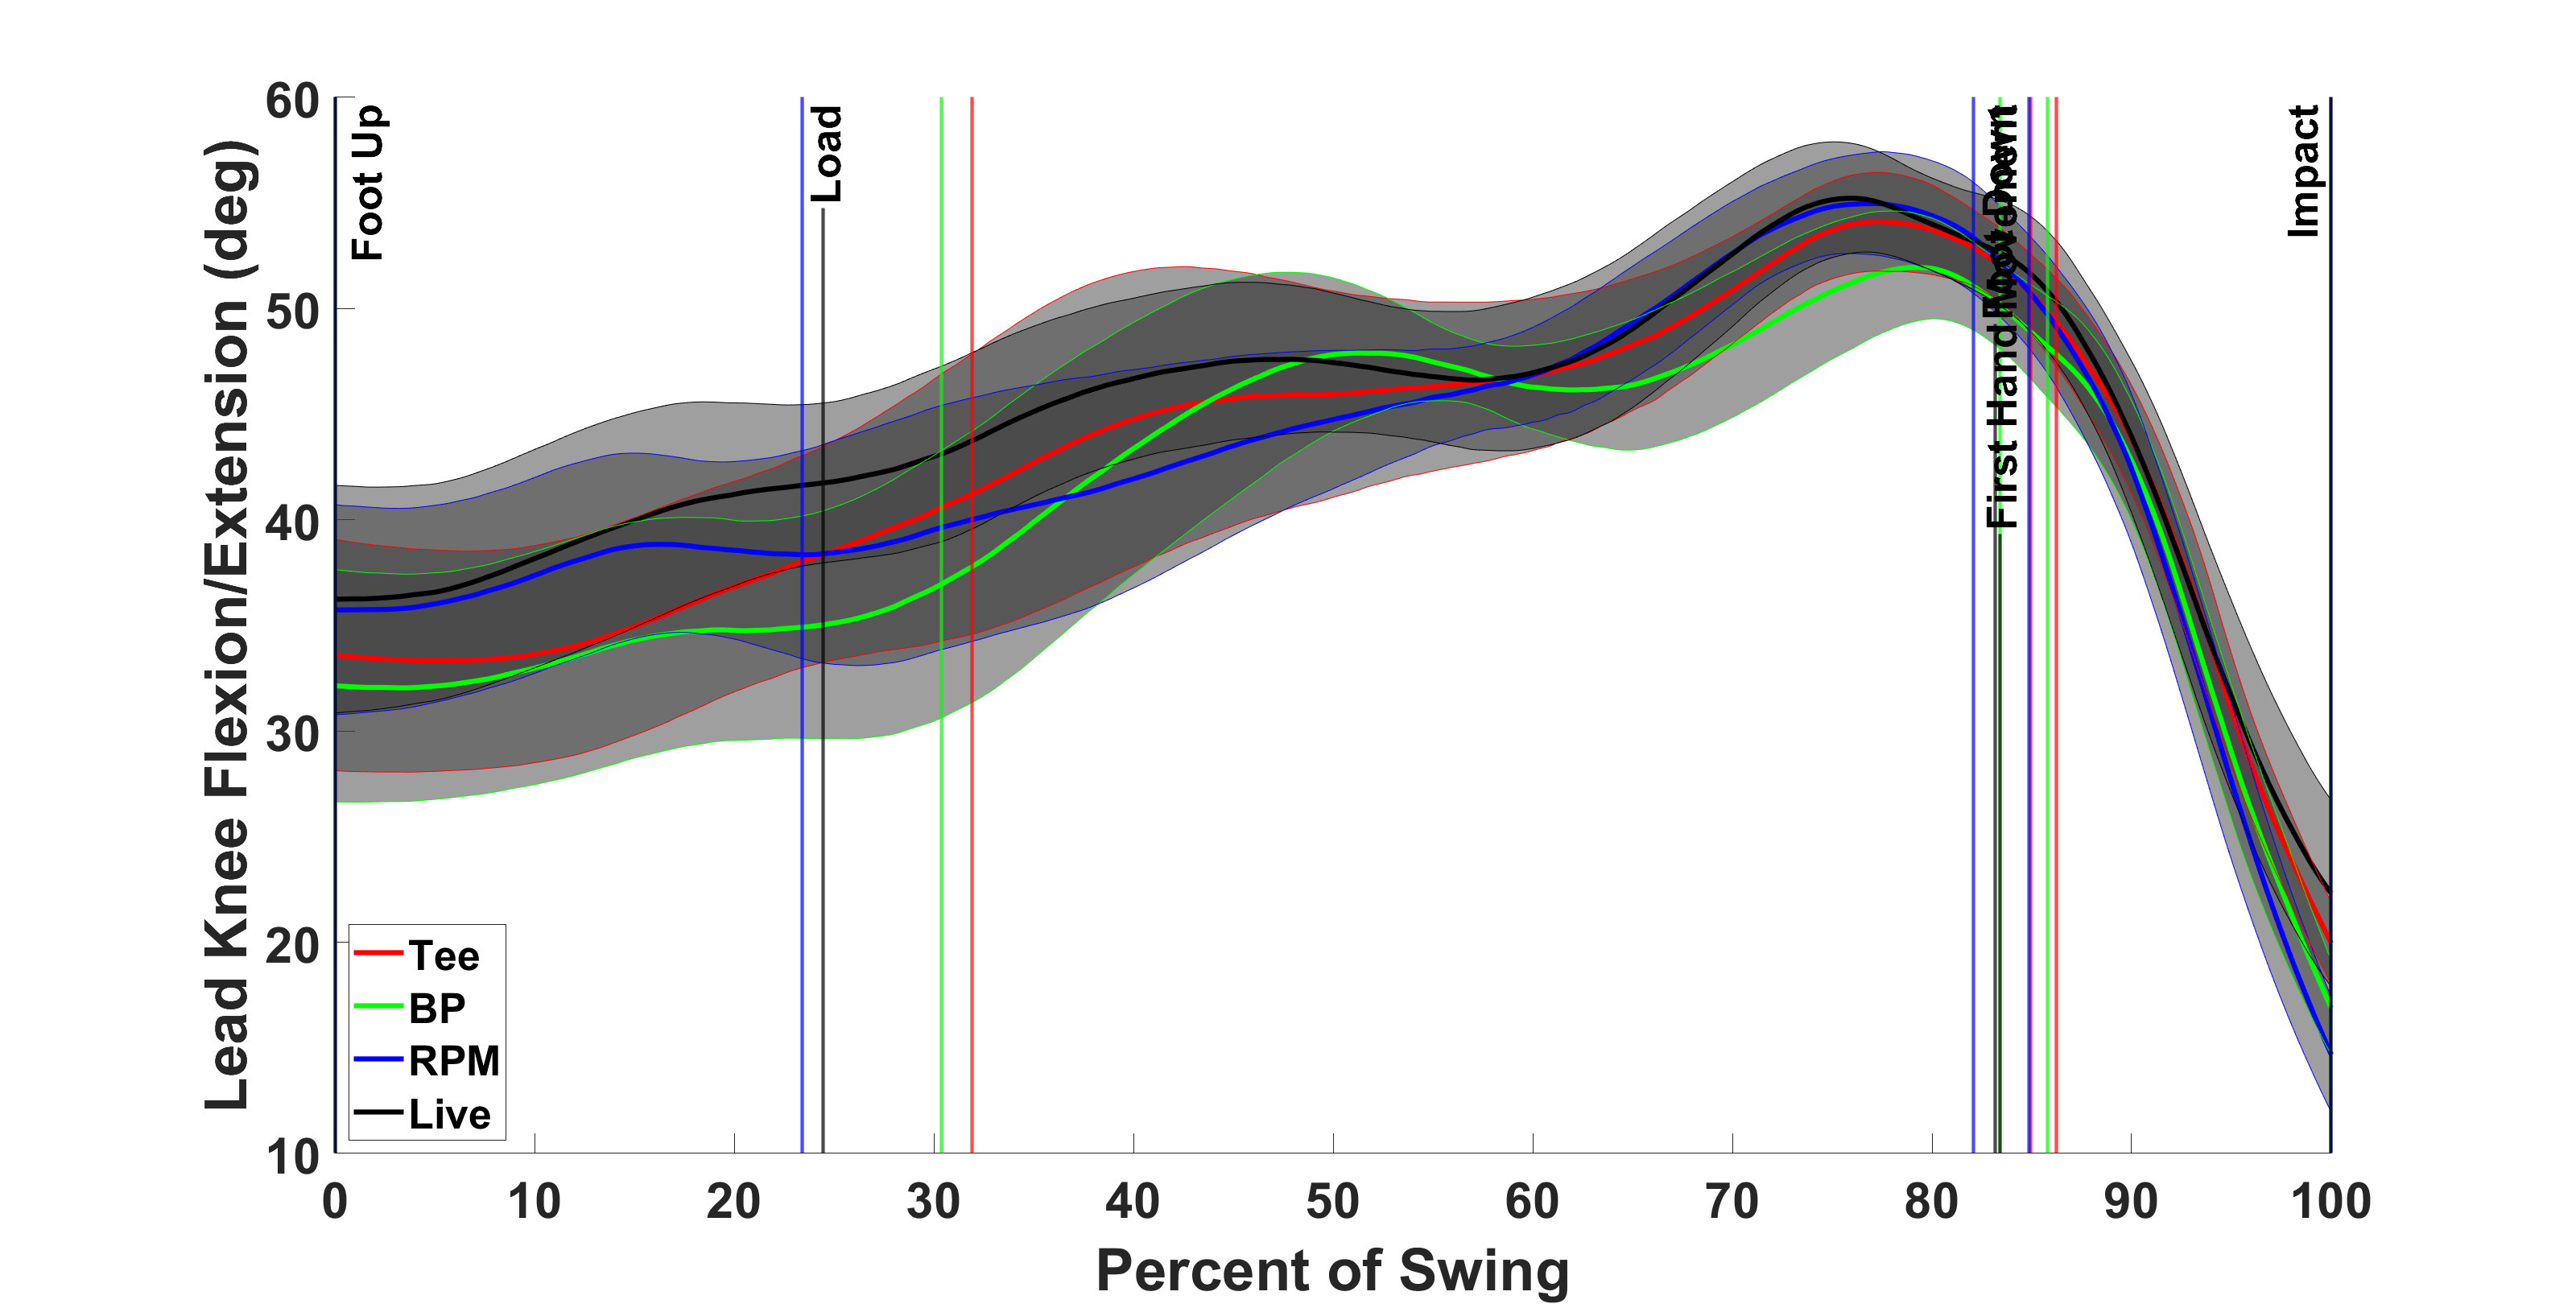 60
50
40
30
20
10
Lead Knee Flexion/Extension (deg)
Foot Up
Load
First Hand Movement
Impact
Tee
BP
RPM
Live
0 10 20 30 40 50 60 70 80 90 100
Percent of Swing